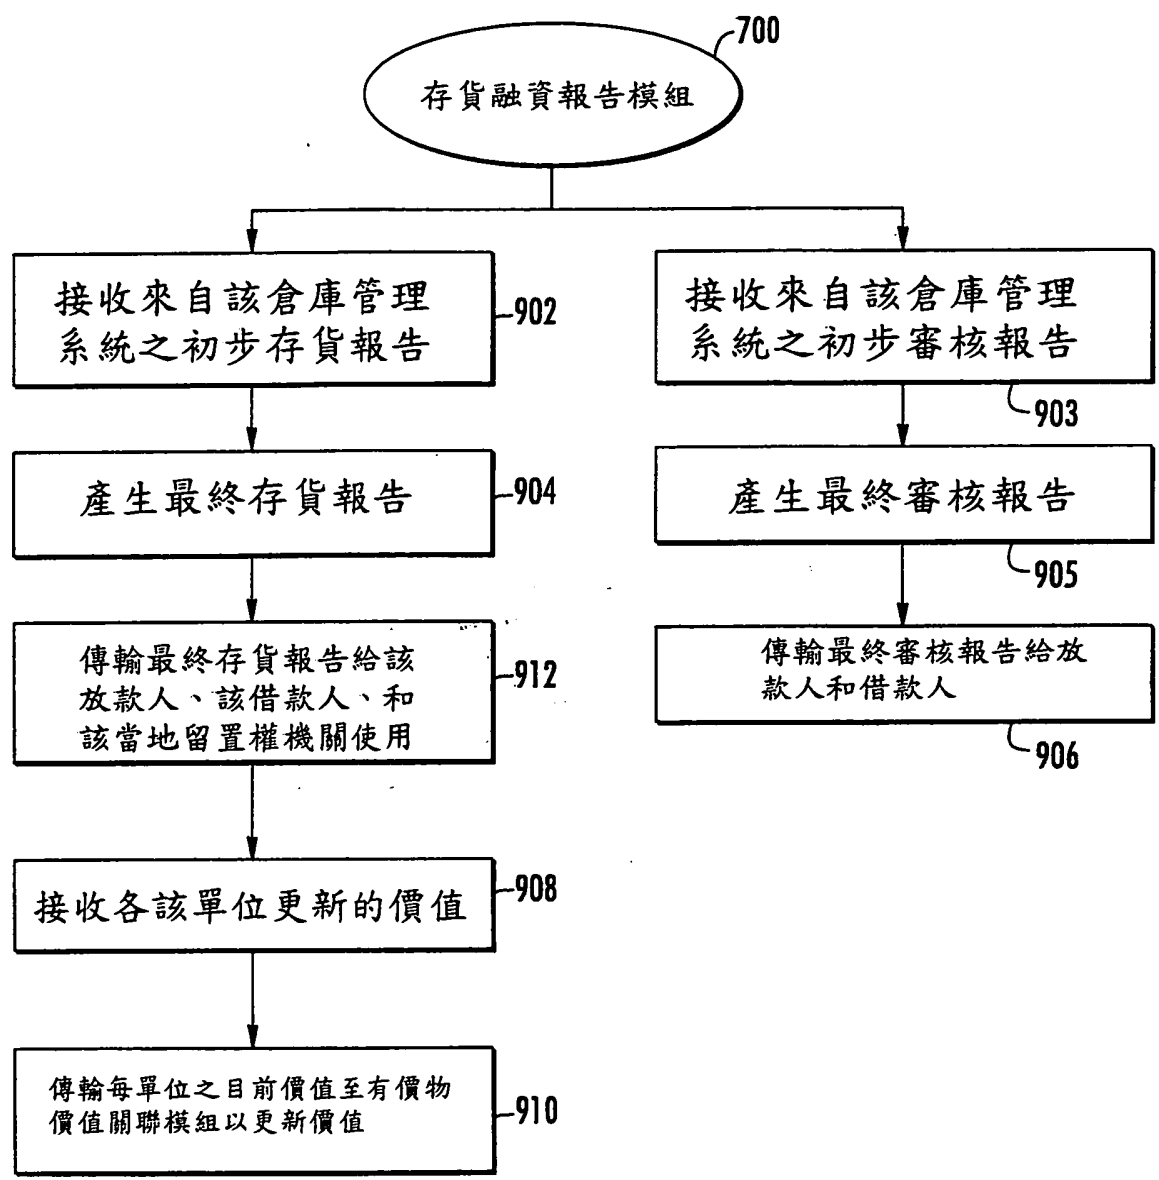 700
存貨融資報告模組
接收來自該倉庫管理
系統之初步存貨報告
902
產生最終存貨報告
904
傳輸最終存貨報告給該
放款人、該借款人、和
該當地留置權機關使用
912
接收各該單位更新的價值
908
傳輸每單位之目前價值至有價物
價值關聯模組以更新價值
910
接收來自該倉庫管理
系統之初步審核報告
903
產生最終審核報告
905
傳輸最終審核報告給放
款人和借款人
906